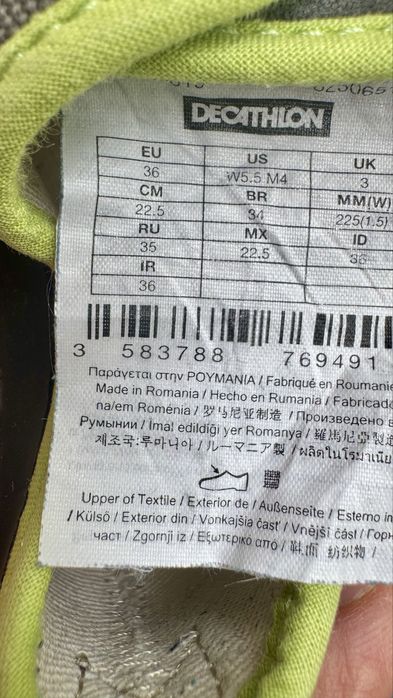 DECATHLON
EU US UK
36 W5.5 M4 3
CM BR MM(W)
22.5 34 225(1.5)
RU MX ID
35 22.5 36
IR
36
3 583788 769491
Παράγεται στην ΡΟΥΜΑΝΙΑ / Fabriqué en Roumanie
Made in Romania / Hecho en Rumania / Fabricado
na/em Roménia / 罗马尼亚制造 / Произведено в
Румынии / İmal edildiği yer Romanya / 羅馬尼亞製造
제조국:루마니아 / ルーマニア製 / ผลิตในโรมาเนีย
Upper of Textile / Exterior de / Außenseite / Esterno in
/ Külső / Exterior din / Vonkajšia časť / Vnější část / Горн
част / Zgornji iz / Εξωτερικο από / 鞋面 纺织物 /